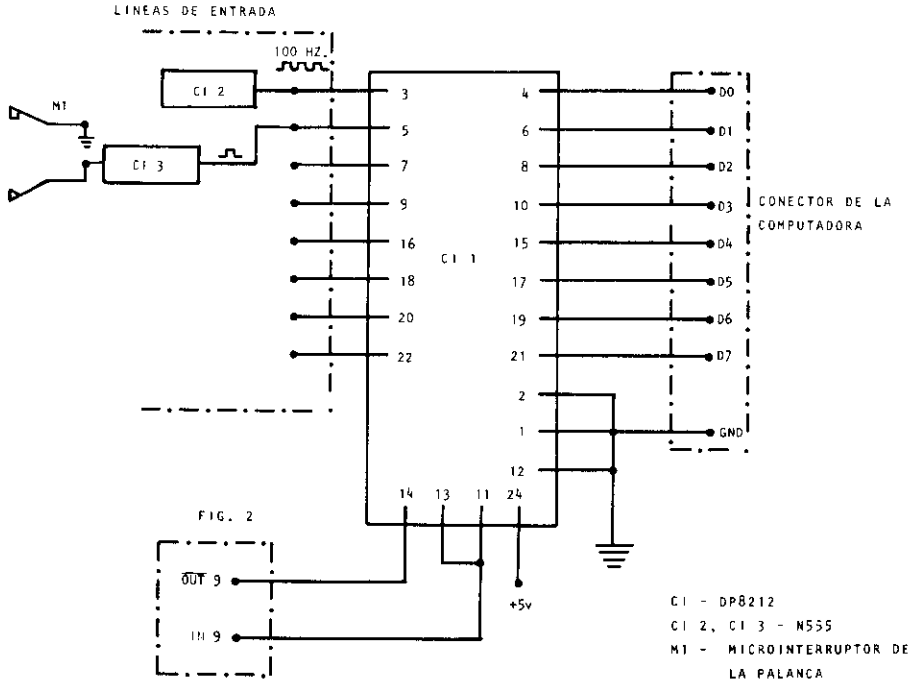 LINEAS DE ENTRADA
100 HZ.
CI 2
M1
CI 3
3
5
7
9
16
18
20
22
CI 1
4
6
8
10
15
17
19
21
2
1
12
14
13
11
24
D0
D1
D2
D3
D4
D5
D6
D7
GND
CONECTOR DE LA
COMPUTADORA
FIG. 2
OUT 9
IN 9
+5v
CI - DP8212
CI 2, CI 3 - N555
M1 - MICROINTERRUPTOR DE
LA PALANCA